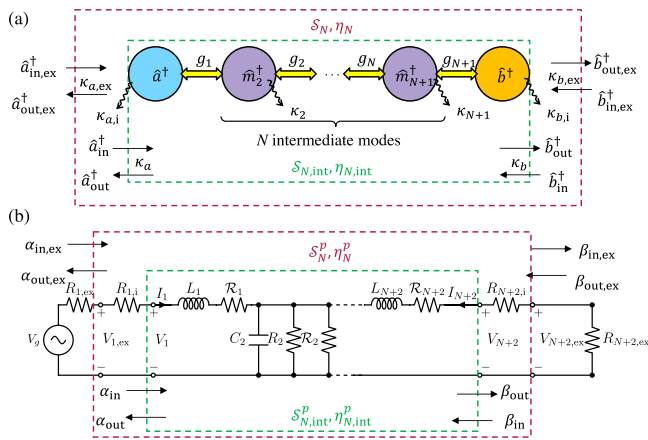 (a)
𝒮_N, η_N
â†_in,ex κ_a,ex â† g_1 m̂†_2 g_2 ⋯ g_N m̂†_N+1 g_N+1 b̂† κ_b,ex b̂†_out,ex
â†_out,ex κ_a,i κ_2 κ_N+1 κ_b,i b̂†_in,ex
N intermediate modes
â†_in κ_a 𝒮_N,int, η_N,int κ_b b̂†_out
â†_out b̂†_in
(b)
α_in,ex 𝒮^p_N, η^p_N β_in,ex
α_out,ex β_out,ex
R_1,ex R_1,i I_1 L_1 ℛ_1 L_N+2 ℛ_N+2 I_N+2 R_N+2,i
+ + + +
V_g V_1,ex V_1 C_2 R_2 ℛ_2 V_N+2 V_N+2,ex R_N+2,ex
− − − −
α_in β_out
α_out 𝒮^p_N,int, η^p_N,int β_in